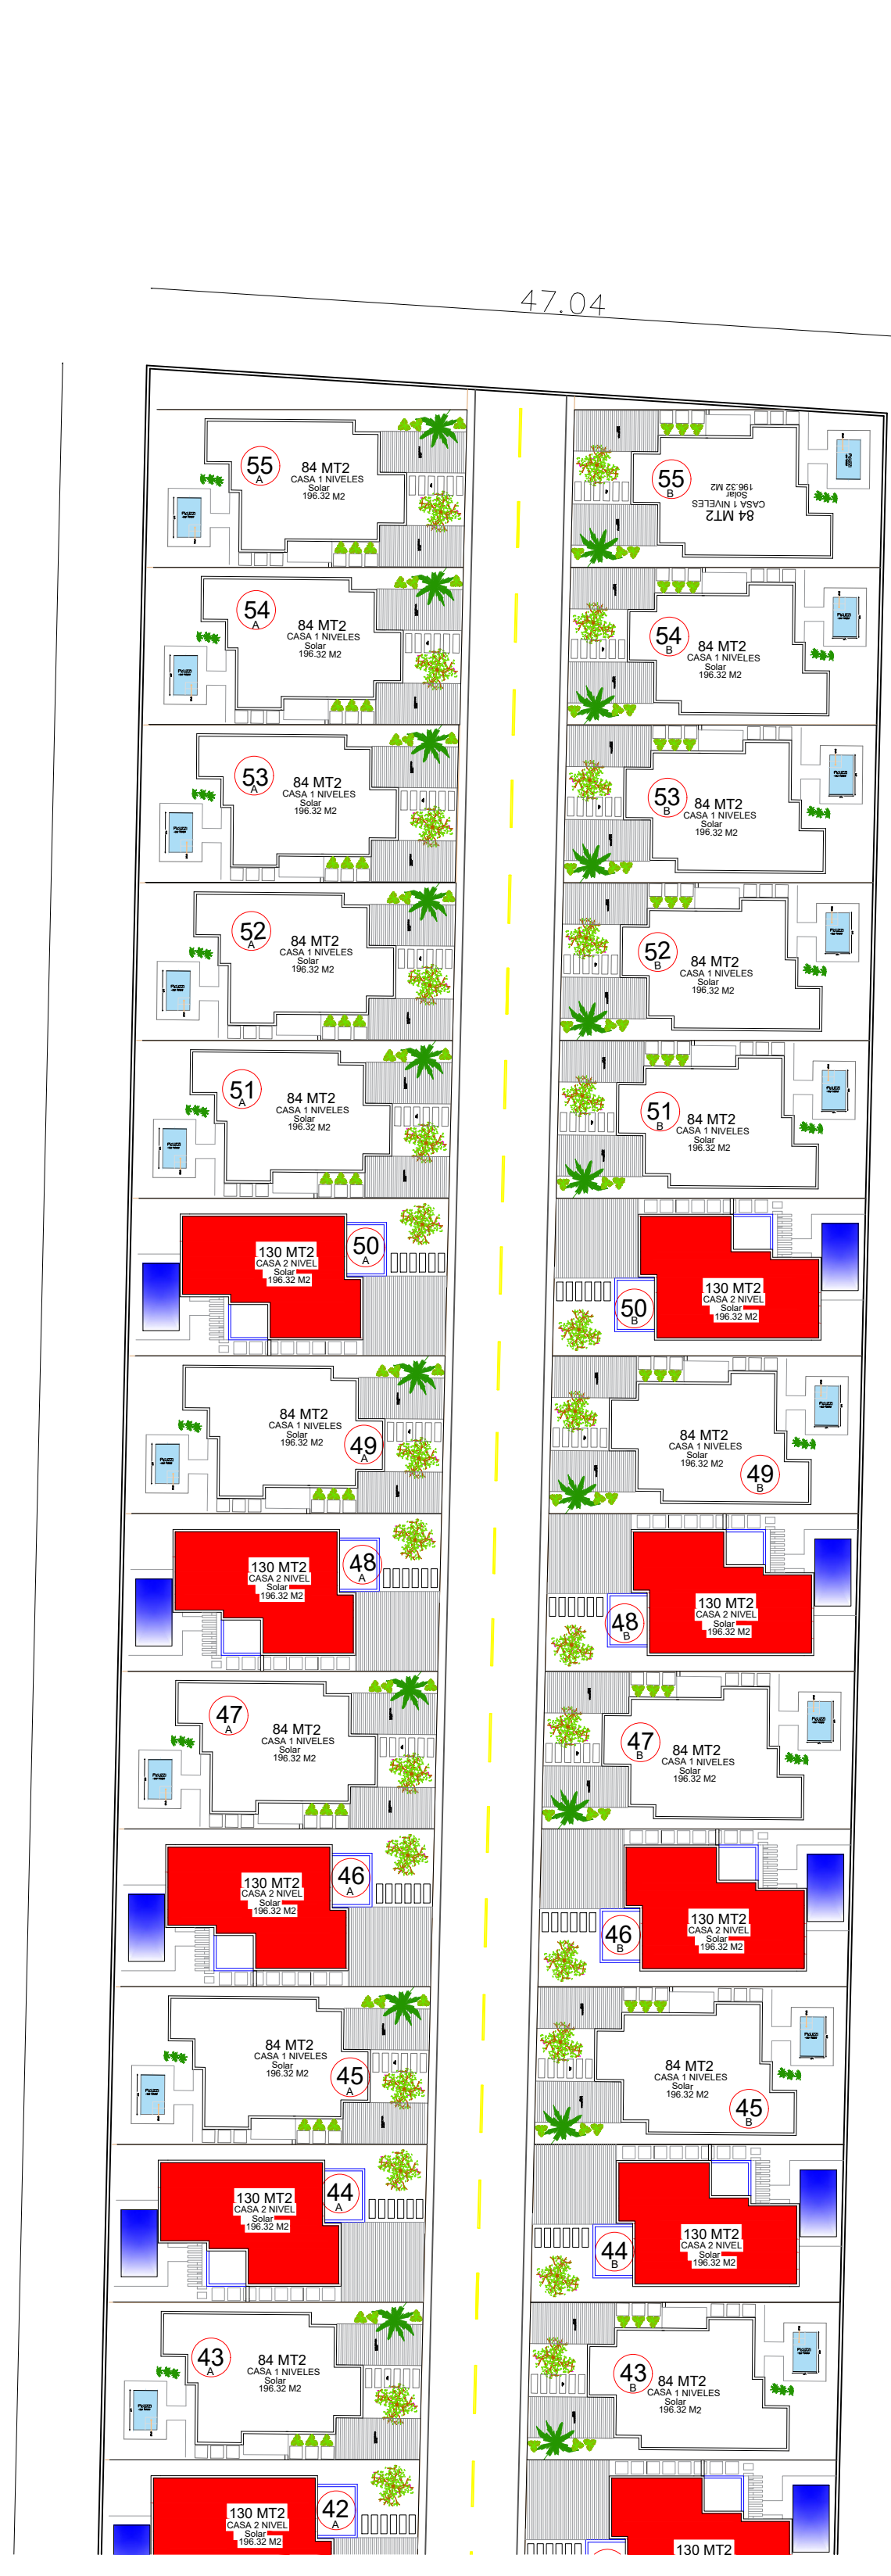 47.04
55
A
84 MT2
CASA 1 NIVELES
Solar
196.32 M2
55
B
84 MT2
CASA 1 NIVELES
Solar
196.32 M2
54
A
84 MT2
CASA 1 NIVELES
Solar
196.32 M2
54
B
84 MT2
CASA 1 NIVELES
Solar
196.32 M2
53
A
84 MT2
CASA 1 NIVELES
Solar
196.32 M2
53
B
84 MT2
CASA 1 NIVELES
Solar
196.32 M2
52
A
84 MT2
CASA 1 NIVELES
Solar
196.32 M2
52
B
84 MT2
CASA 1 NIVELES
Solar
196.32 M2
51
A
84 MT2
CASA 1 NIVELES
Solar
196.32 M2
51
B
84 MT2
CASA 1 NIVELES
Solar
196.32 M2
50
A
130 MT2
CASA 2 NIVEL
Solar
196.32 M2
50
B
130 MT2
CASA 2 NIVEL
Solar
196.32 M2
49
A
84 MT2
CASA 1 NIVELES
Solar
196.32 M2
49
B
84 MT2
CASA 1 NIVELES
Solar
196.32 M2
48
A
130 MT2
CASA 2 NIVEL
Solar
196.32 M2
48
B
130 MT2
CASA 2 NIVEL
Solar
196.32 M2
47
A
84 MT2
CASA 1 NIVELES
Solar
196.32 M2
47
B
84 MT2
CASA 1 NIVELES
Solar
196.32 M2
46
A
130 MT2
CASA 2 NIVEL
Solar
196.32 M2
46
B
130 MT2
CASA 2 NIVEL
Solar
196.32 M2
45
A
84 MT2
CASA 1 NIVELES
Solar
196.32 M2
45
B
84 MT2
CASA 1 NIVELES
Solar
196.32 M2
44
A
130 MT2
CASA 2 NIVEL
Solar
196.32 M2
44
B
130 MT2
CASA 2 NIVEL
Solar
196.32 M2
43
A
84 MT2
CASA 1 NIVELES
Solar
196.32 M2
43
B
84 MT2
CASA 1 NIVELES
Solar
196.32 M2
42
A
130 MT2
CASA 2 NIVEL
Solar
196.32 M2
130 MT2